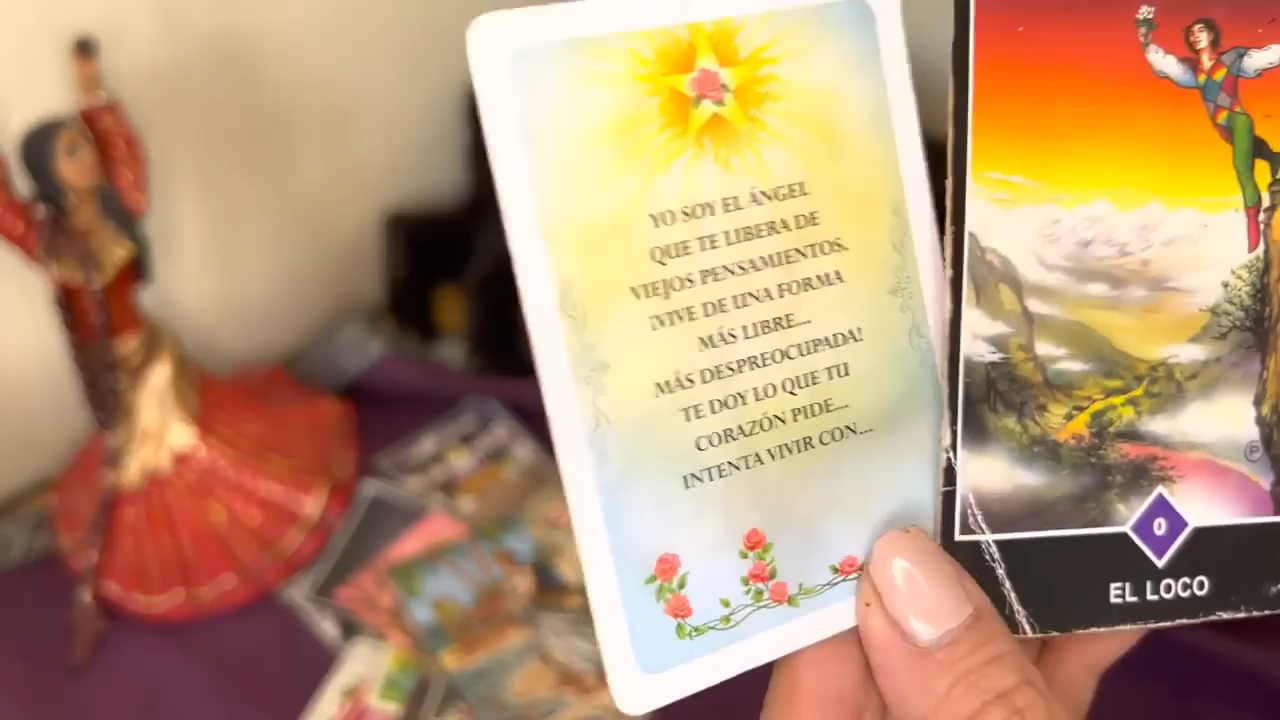 YO SOY EL ÁNGEL
QUE TE LIBERA DE
VIEJOS PENSAMIENTOS.
¡VIVE DE UNA FORMA
MÁS LIBRE...
MÁS DESPREOCUPADA!
TE DOY LO QUE TU
CORAZÓN PIDE...
INTENTA VIVIR CON...
0
EL LOCO